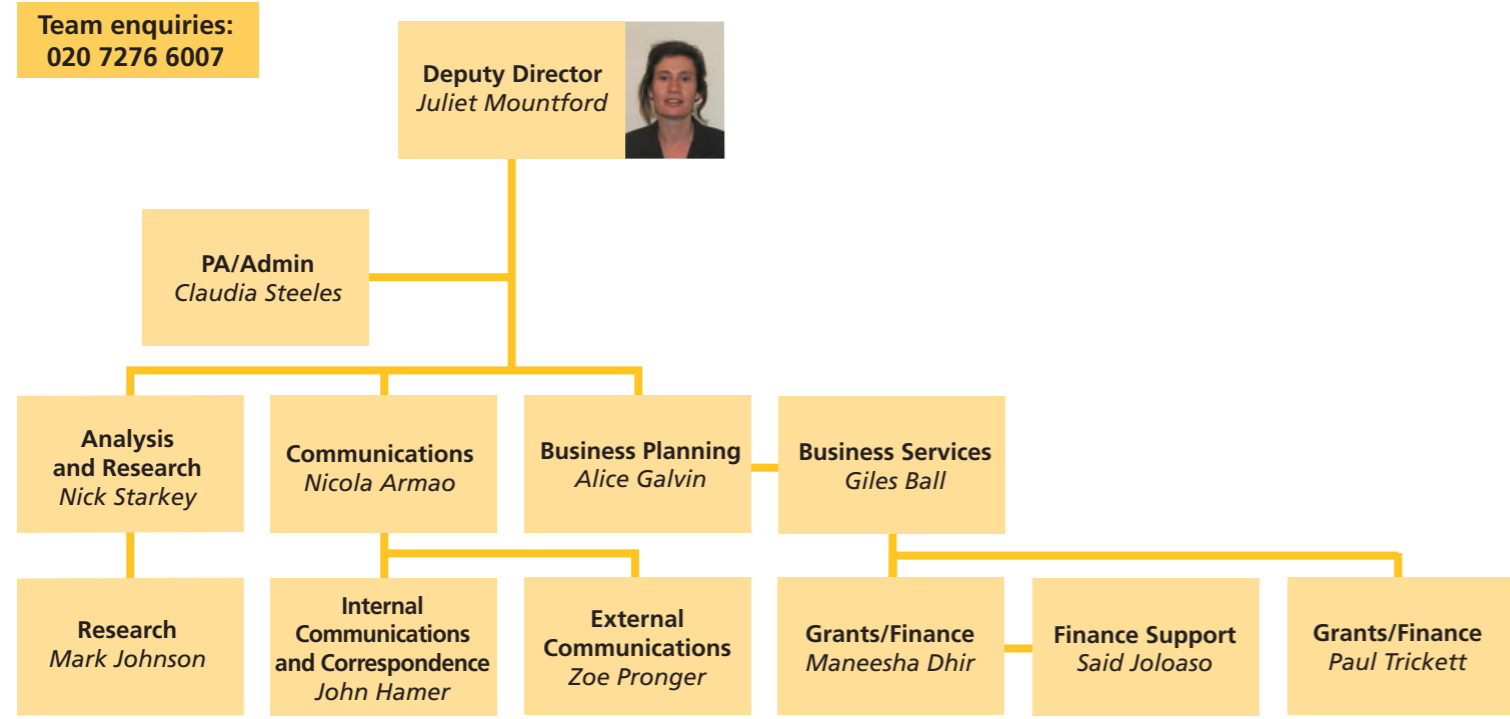 Team enquiries:
020 7276 6007
Deputy Director
Juliet Mountford
PA/Admin
Claudia Steeles
Analysis
and Research
Nick Starkey
Communications
Nicola Armao
Business Planning
Alice Galvin
Business Services
Giles Ball
Research
Mark Johnson
Internal
Communications
and Correspondence
John Hamer
External
Communications
Zoe Pronger
Grants/Finance
Maneesha Dhir
Finance Support
Said Joloaso
Grants/Finance
Paul Trickett